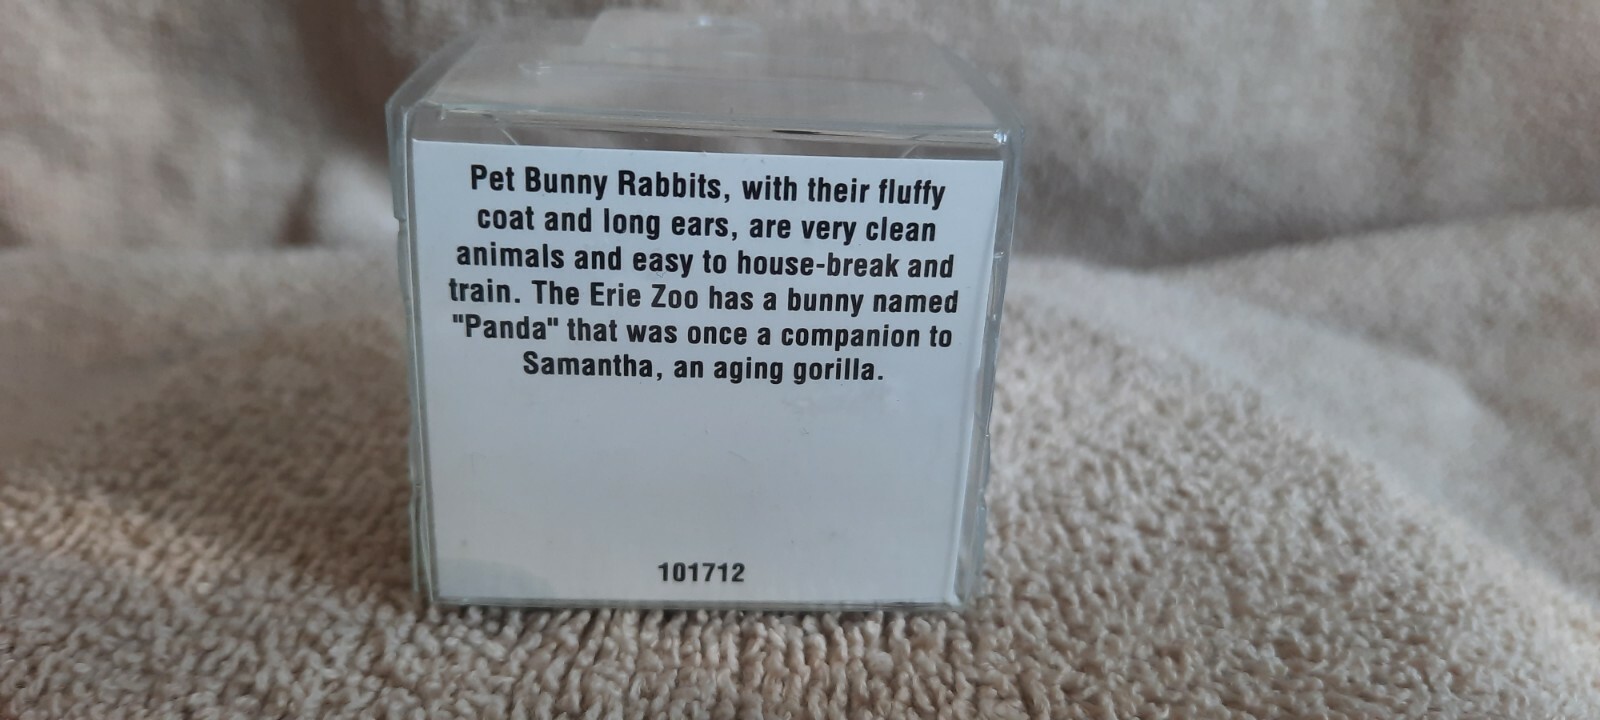 Pet Bunny Rabbits, with their fluffy
coat and long ears, are very clean
animals and easy to house-break and
train. The Erie Zoo has a bunny named
"Panda" that was once a companion to
Samantha, an aging gorilla.
101712